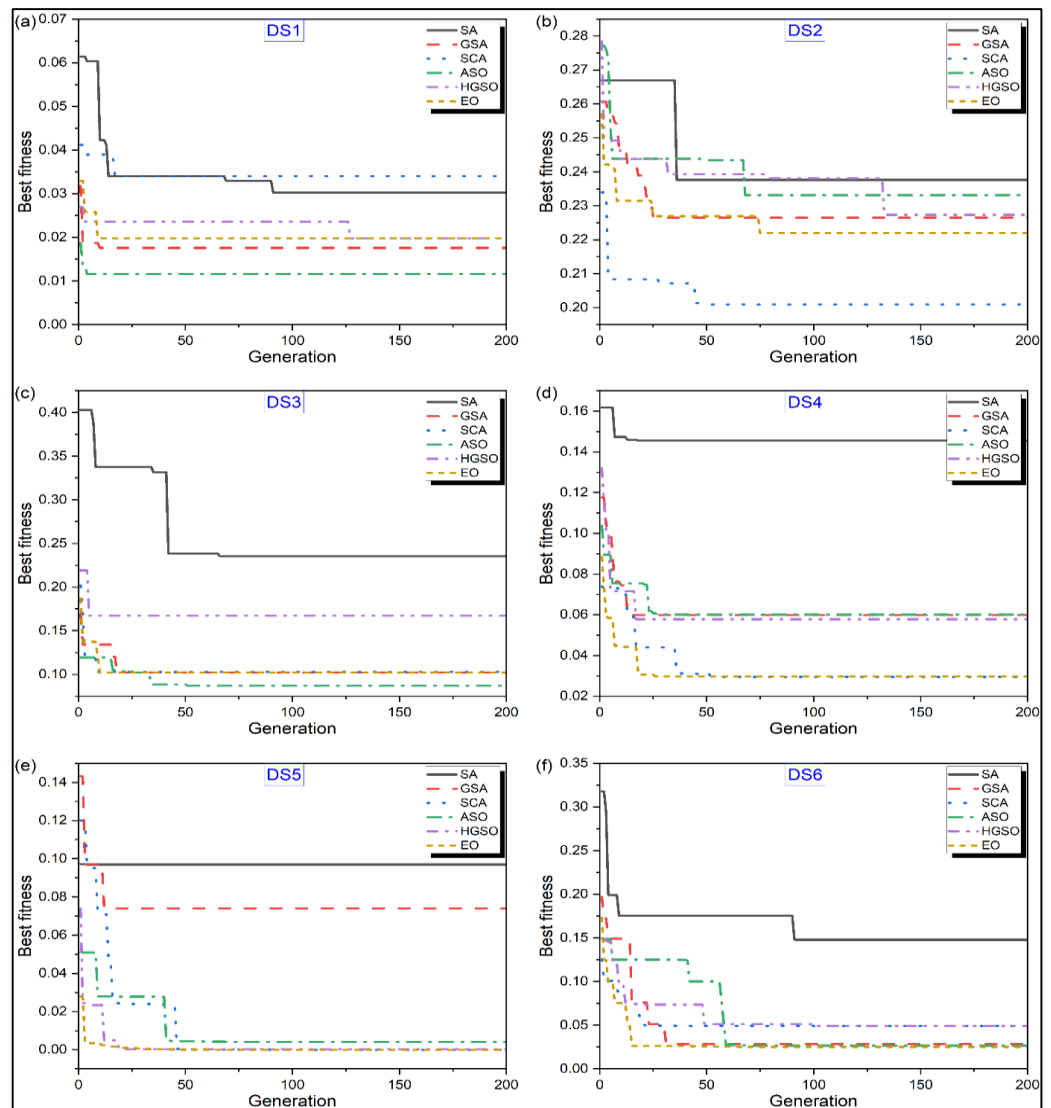 (a)
DS1
0.07
0.06
0.05
0.04
0.03
0.02
0.01
0.00
Best fitness
SA
GSA
SCA
ASO
HGSO
EO
0 50 100 150 200
Generation
(b)
DS2
0.28
0.27
0.26
0.25
0.24
0.23
0.22
0.21
0.20
Best fitness
SA
GSA
SCA
ASO
HGSO
EO
0 50 100 150 200
Generation
(c)
DS3
0.40
0.35
0.30
0.25
0.20
0.15
0.10
Best fitness
SA
GSA
SCA
ASO
HGSO
EO
0 50 100 150 200
Generation
(d)
DS4
0.16
0.14
0.12
0.10
0.08
0.06
0.04
0.02
Best fitness
SA
GSA
SCA
ASO
HGSO
EO
0 50 100 150 200
Generation
(e)
DS5
0.14
0.12
0.10
0.08
0.06
0.04
0.02
0.00
Best fitness
SA
GSA
SCA
ASO
HGSO
EO
0 50 100 150 200
Generation
(f)
DS6
0.35
0.30
0.25
0.20
0.15
0.10
0.05
0.00
Best fitness
SA
GSA
SCA
ASO
HGSO
EO
0 50 100 150 200
Generation